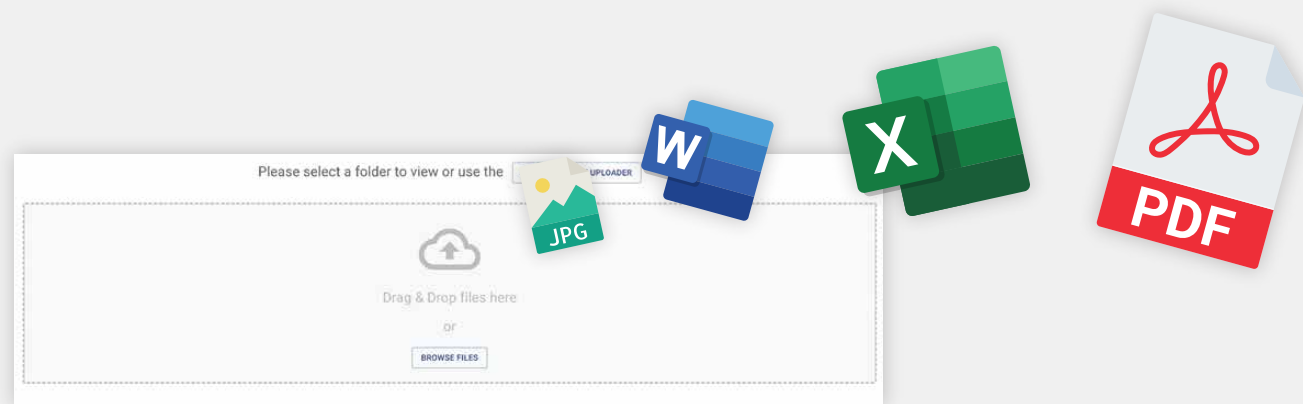 Please select a folder to view or use the
UPLOADER
W
X
PDF
JPG
Drag & Drop files here
or
BROWSE FILES